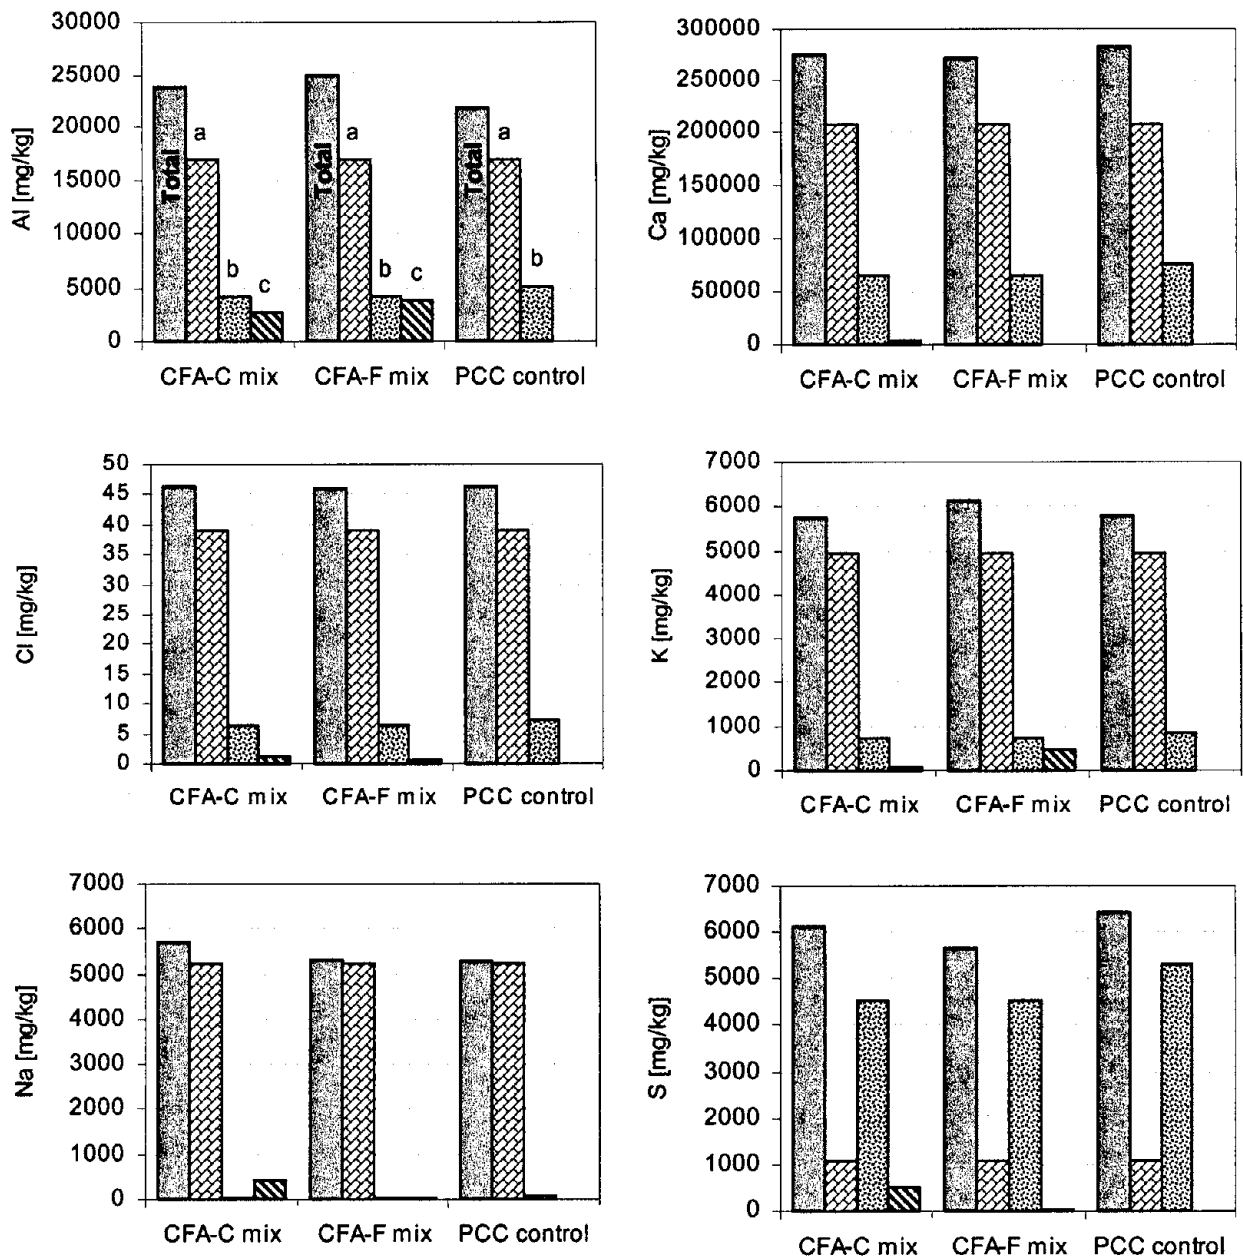 Al [mg/kg]
30000
25000
20000
15000
10000
5000
0
Total
a
b
c
Total
a
b
c
Total
a
b
CFA-C mix CFA-F mix PCC control
Ca [mg/kg]
300000
250000
200000
150000
100000
50000
0
CFA-C mix CFA-F mix PCC control
Cl [mg/kg]
50
45
40
35
30
25
20
15
10
5
0
CFA-C mix CFA-F mix PCC control
K [mg/kg]
7000
6000
5000
4000
3000
2000
1000
0
CFA-C mix CFA-F mix PCC control
Na [mg/kg]
7000
6000
5000
4000
3000
2000
1000
0
CFA-C mix CFA-F mix PCC control
S [mg/kg]
7000
6000
5000
4000
3000
2000
1000
0
CFA-C mix CFA-F mix PCC control